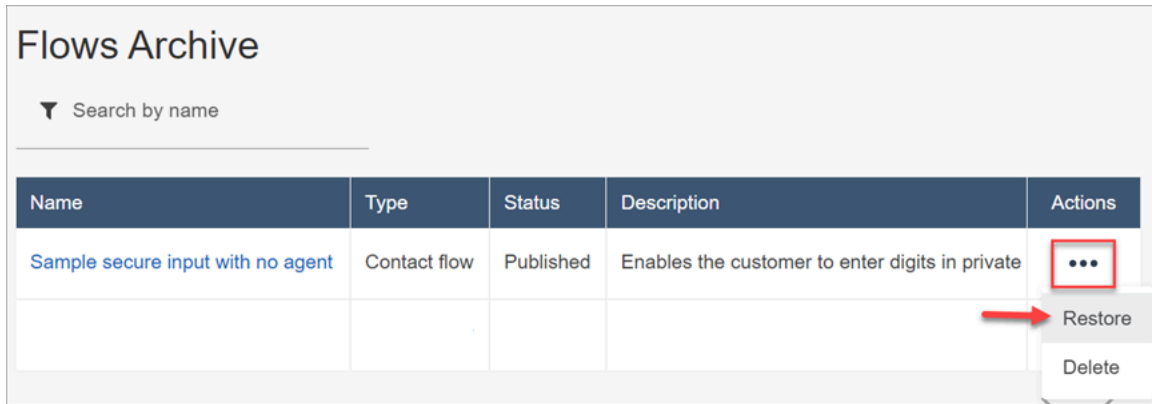 Flows Archive
Search by name
Name Type Status Description Actions
Sample secure input with no agent Contact flow Published Enables the customer to enter digits in private •••
Restore
Delete